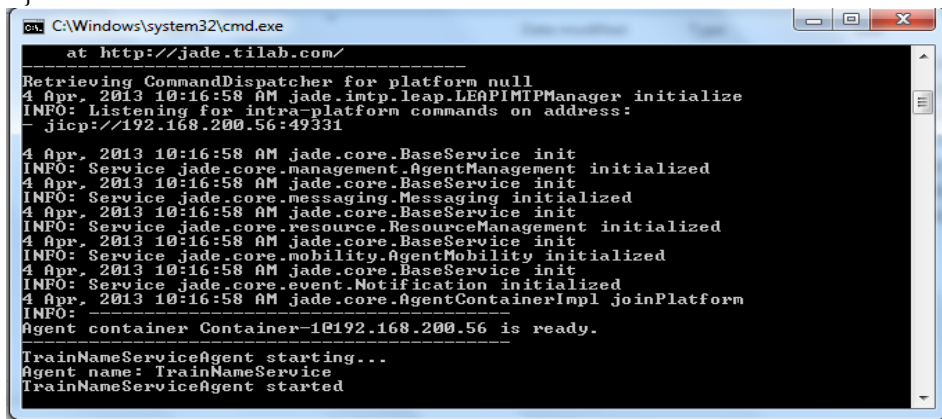 C:\Windows\system32\cmd.exe
at http://jade.tilab.com/
----------------------------------------
Retrieving CommandDispatcher for platform null
4 Apr, 2013 10:16:58 AM jade.imtp.leap.LEAPIMTPManager initialize
INFO: Listening for intra-platform commands on address:
- jicp://192.168.200.56:49331
4 Apr, 2013 10:16:58 AM jade.core.BaseService init
INFO: Service jade.core.management.AgentManagement initialized
4 Apr, 2013 10:16:58 AM jade.core.BaseService init
INFO: Service jade.core.messaging.Messaging initialized
4 Apr, 2013 10:16:58 AM jade.core.BaseService init
INFO: Service jade.core.resource.ResourceManagement initialized
4 Apr, 2013 10:16:58 AM jade.core.BaseService init
INFO: Service jade.core.mobility.AgentMobility initialized
4 Apr, 2013 10:16:58 AM jade.core.BaseService init
INFO: Service jade.core.event.Notification initialized
4 Apr, 2013 10:16:58 AM jade.core.AgentContainerImpl joinPlatform
INFO: --------------------------------------
Agent container Container-1@192.168.200.56 is ready.
--------------------------------------------
TrainNameServiceAgent starting...
Agent name: TrainNameService
TrainNameServiceAgent started